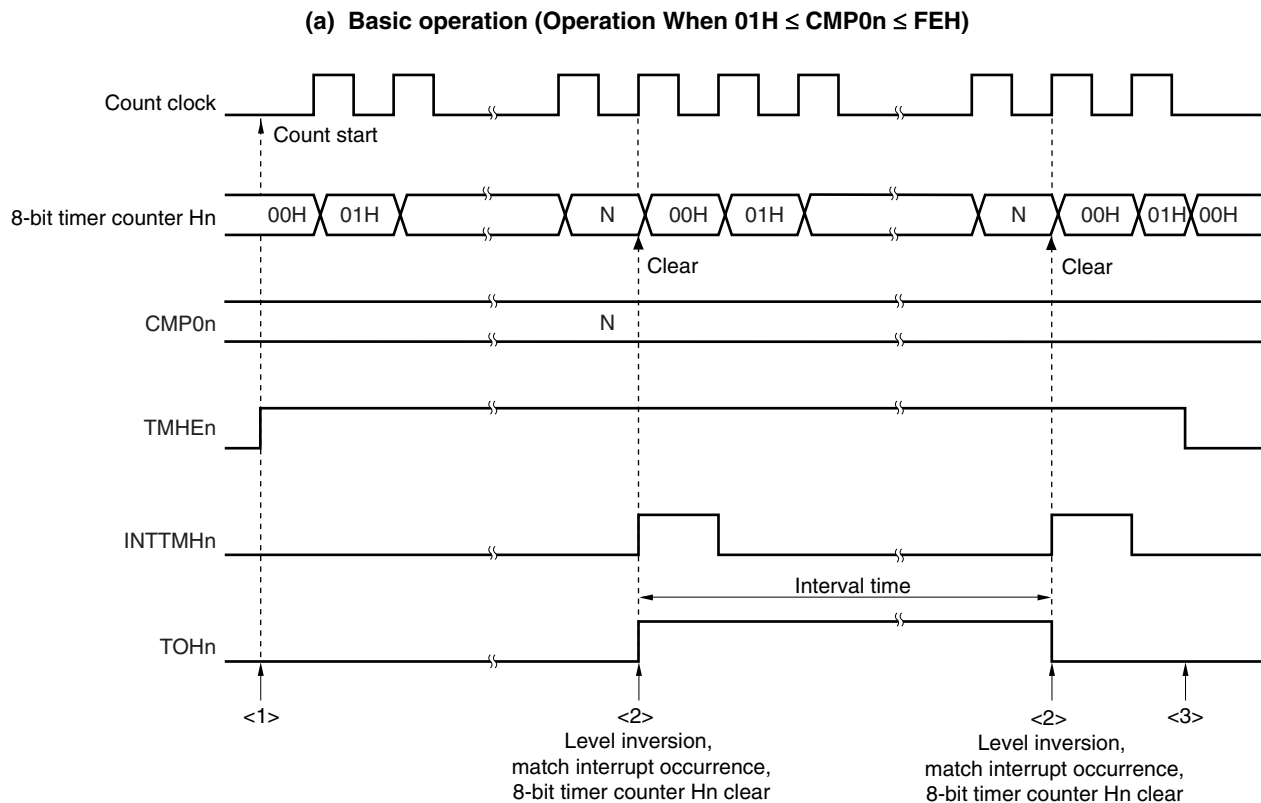 (a) Basic operation (Operation When 01H ≤ CMP0n ≤ FEH)
Count clock
Count start
8-bit timer counter Hn
00H 01H N 00H 01H N 00H 01H 00H
Clear Clear
CMP0n
N
TMHEn
INTTMHn
Interval time
TOHn
<1> <2> <2> <3>
Level inversion,
match interrupt occurrence,
8-bit timer counter Hn clear
Level inversion,
match interrupt occurrence,
8-bit timer counter Hn clear